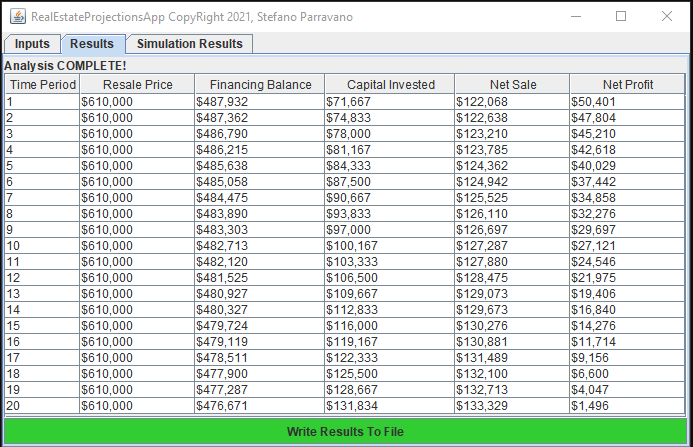 RealEstateProjectionsApp CopyRight 2021, Stefano Parravano
Inputs Results Simulation Results
Analysis COMPLETE!
Time Period Resale Price Financing Balance Capital Invested Net Sale Net Profit
1 $610,000 $487,932 $71,667 $122,068 $50,401
2 $610,000 $487,362 $74,833 $122,638 $47,804
3 $610,000 $486,790 $78,000 $123,210 $45,210
4 $610,000 $486,215 $81,167 $123,785 $42,618
5 $610,000 $485,638 $84,333 $124,362 $40,029
6 $610,000 $485,058 $87,500 $124,942 $37,442
7 $610,000 $484,475 $90,667 $125,525 $34,858
8 $610,000 $483,890 $93,833 $126,110 $32,276
9 $610,000 $483,303 $97,000 $126,697 $29,697
10 $610,000 $482,713 $100,167 $127,287 $27,121
11 $610,000 $482,120 $103,333 $127,880 $24,546
12 $610,000 $481,525 $106,500 $128,475 $21,975
13 $610,000 $480,927 $109,667 $129,073 $19,406
14 $610,000 $480,327 $112,833 $129,673 $16,840
15 $610,000 $479,724 $116,000 $130,276 $14,276
16 $610,000 $479,119 $119,167 $130,881 $11,714
17 $610,000 $478,511 $122,333 $131,489 $9,156
18 $610,000 $477,900 $125,500 $132,100 $6,600
19 $610,000 $477,287 $128,667 $132,713 $4,047
20 $610,000 $476,671 $131,834 $133,329 $1,496
Write Results To File